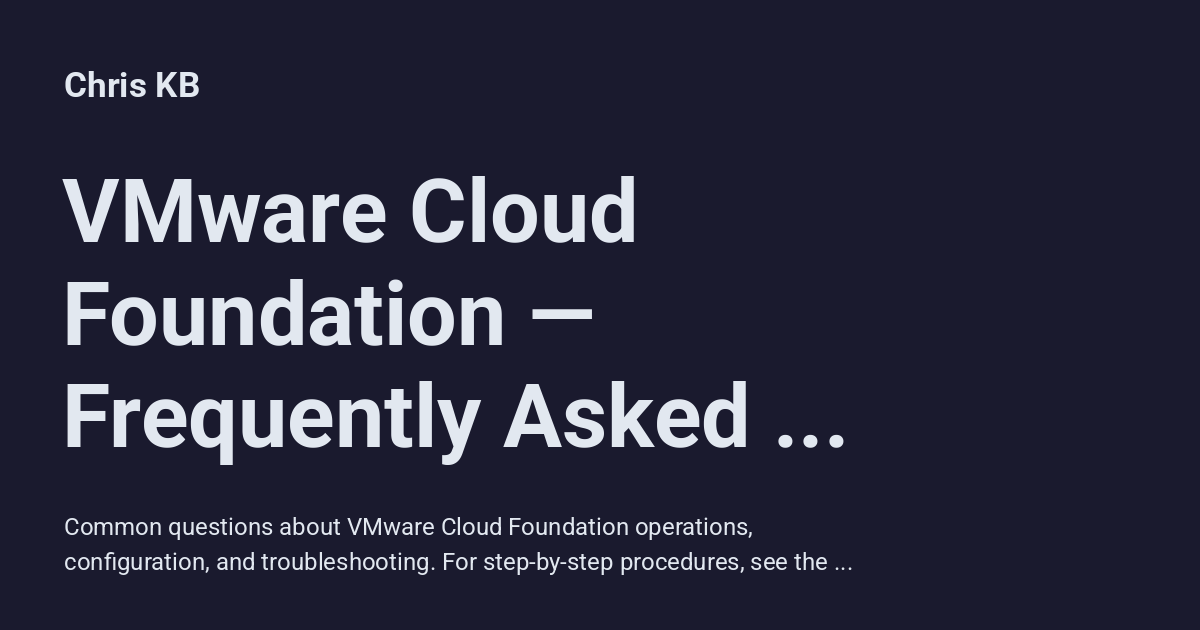 Chris KB
VMware Cloud
Foundation —
Frequently Asked ...
Common questions about VMware Cloud Foundation operations,
configuration, and troubleshooting. For step-by-step procedures, see the ...